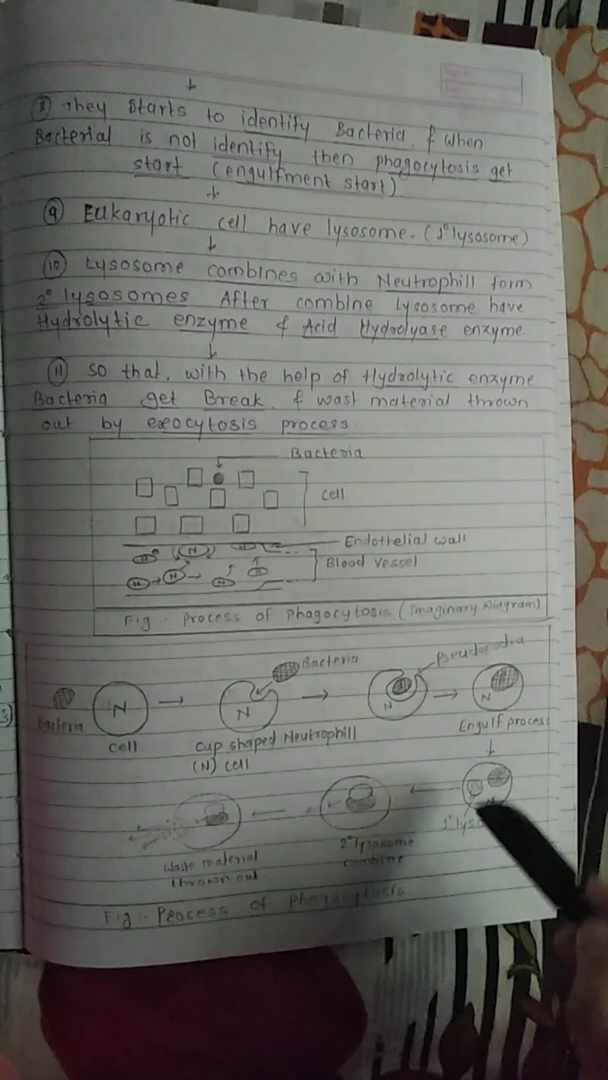 ⑧ They starts to identify Bacteria & when
Bacterial is not identify then phagocytosis get
start (engulfment start)
⑨ Eukaryotic cell have lysosome. (1° lysosome)
⑩ Lysosome combines with Neutrophill form
2° lysosomes After combine Lysosome have
Hydrolytic enzyme & Acid Hydrolyase enzyme
⑪ so that, with the help of Hydrolytic enzyme
Bacteria get Break & wast material thrown
out by exocytosis process
Bacteria
cell
Endothelial wall
Blood vessel
Fig - Process of Phagocytosis (Imaginary Diagram)
Bacteria
Pseudopodia
N
N
N
N
Bacteria
cell
cup shaped Neutrophill
(N) cell
Engulf process
2° lysosome
combine
waste material
thrown out
Fig :- Process of Phagocytosis